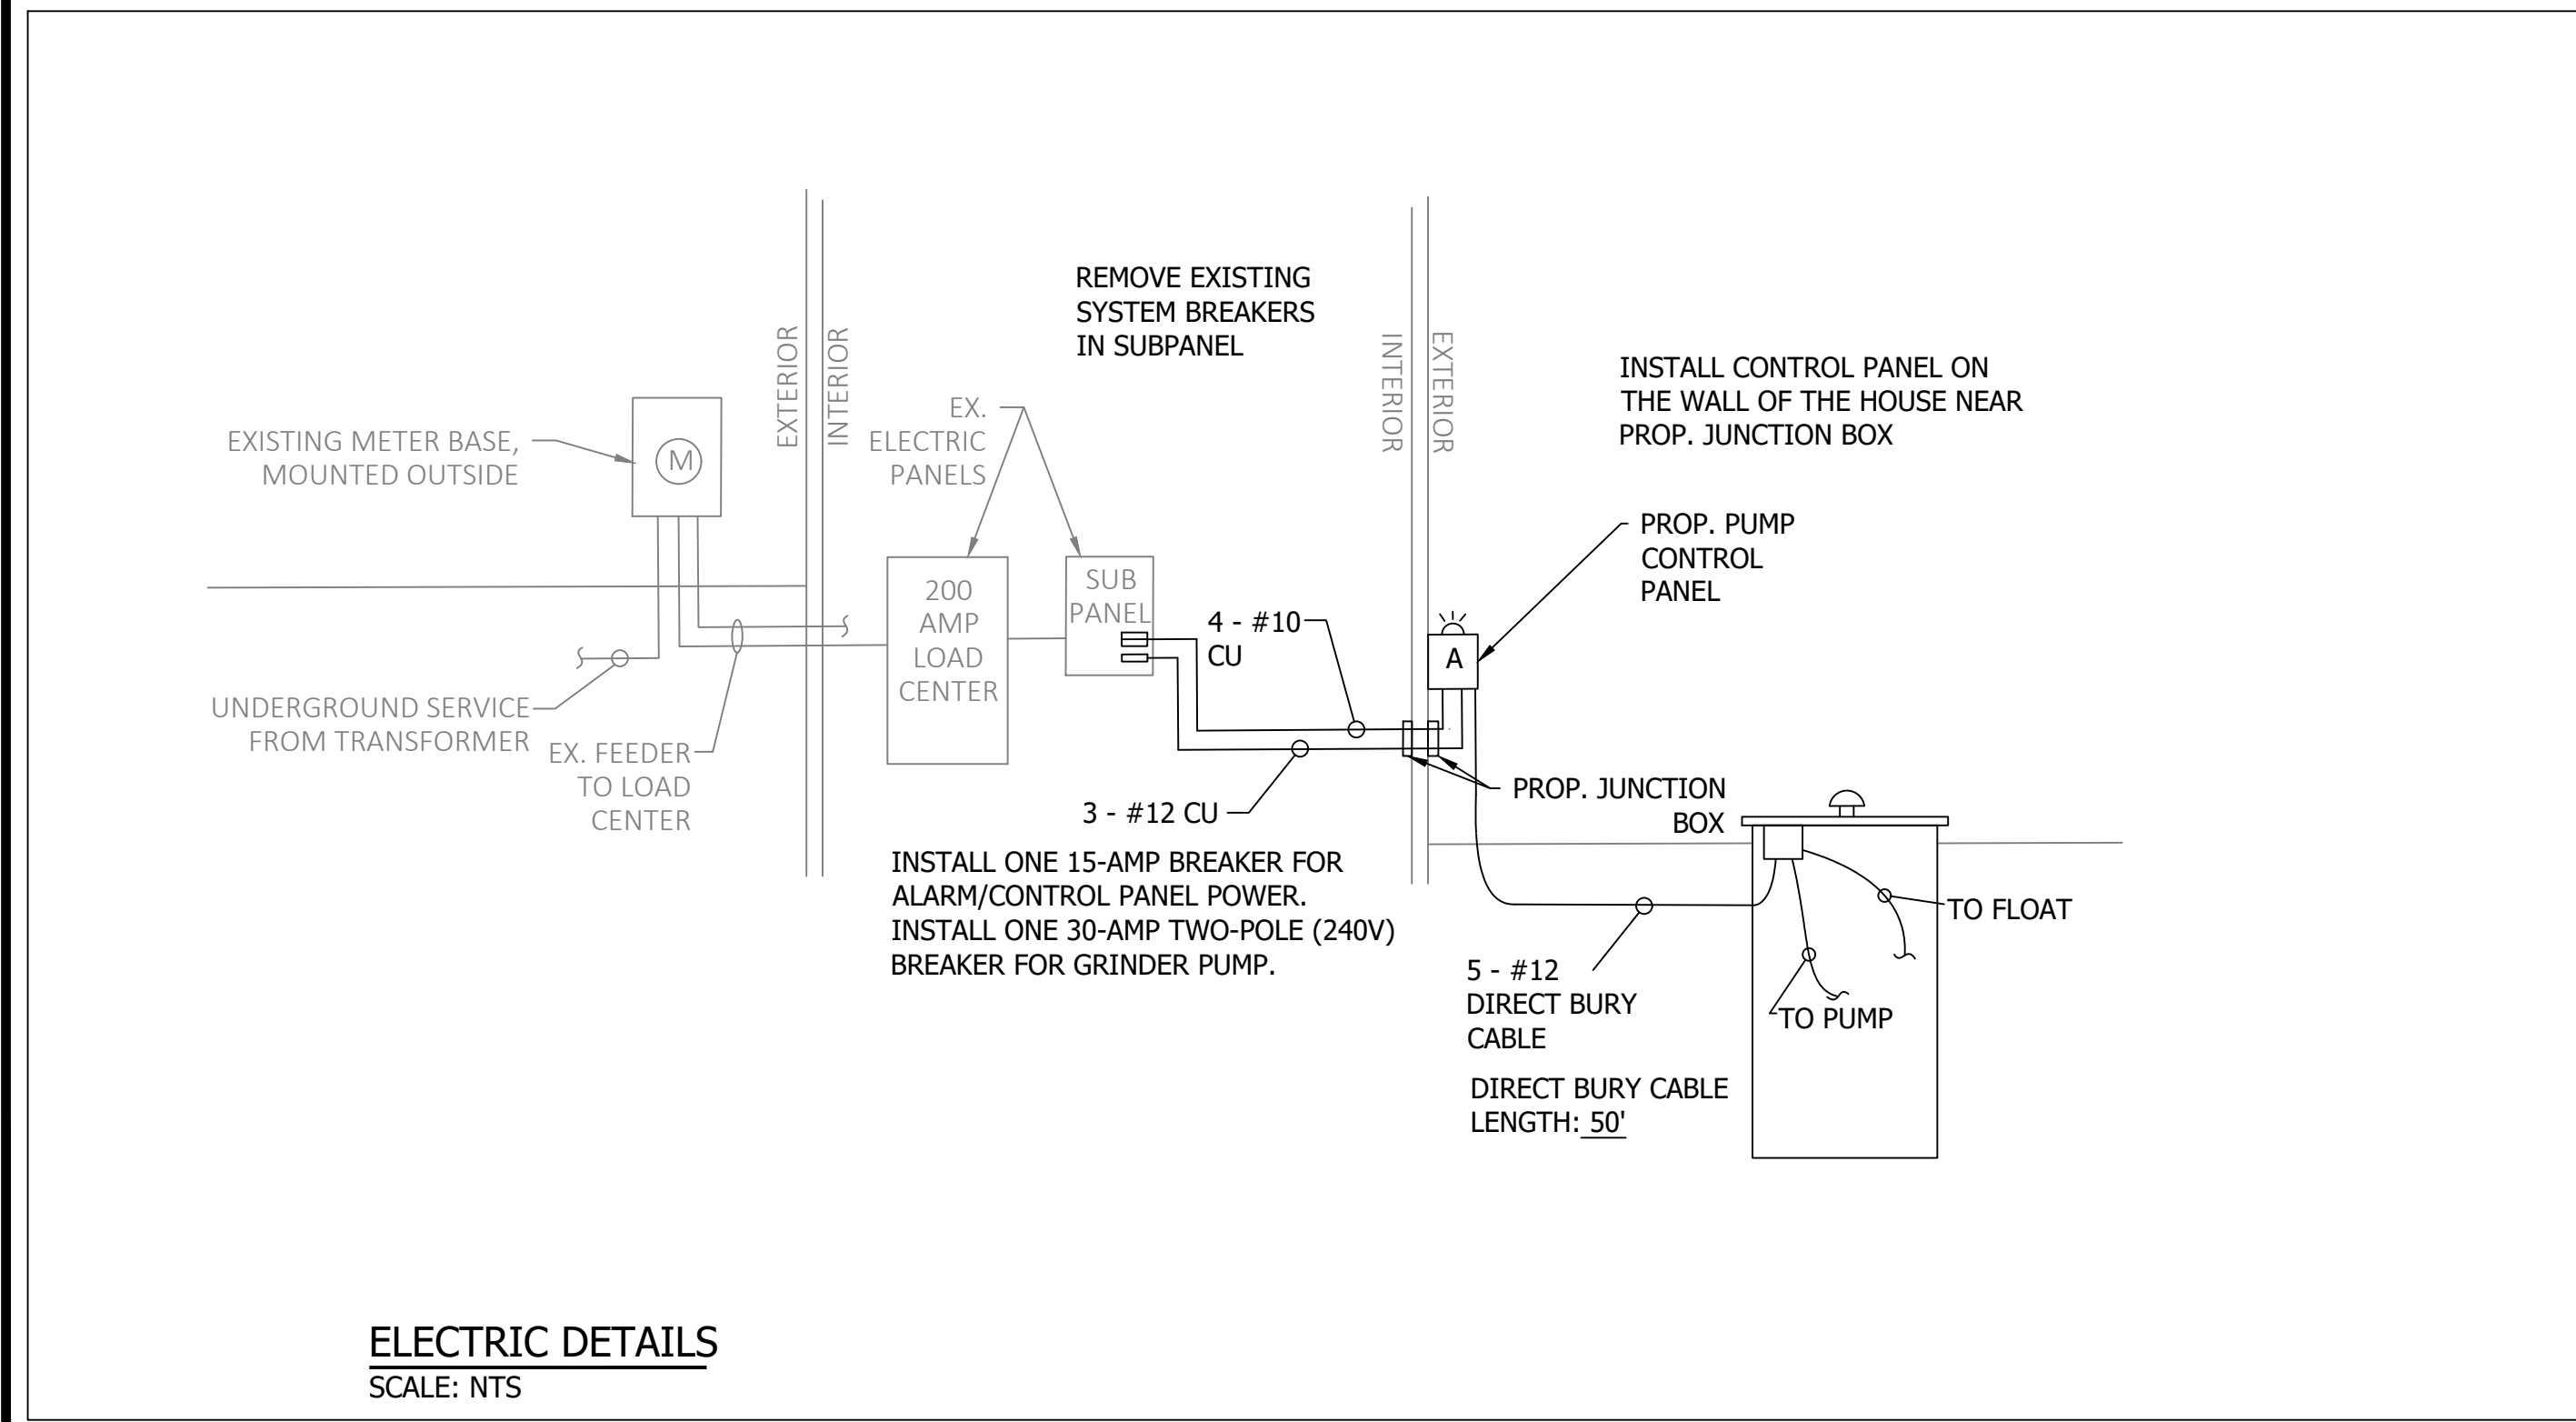 REMOVE EXISTING
SYSTEM BREAKERS
IN SUBPANEL
EXTERIOR
INTERIOR
INTERIOR
EXTERIOR
INSTALL CONTROL PANEL ON
THE WALL OF THE HOUSE NEAR
PROP. JUNCTION BOX
EXISTING METER BASE,
MOUNTED OUTSIDE
M
EX.
ELECTRIC
PANELS
PROP. PUMP
CONTROL
PANEL
200
AMP
LOAD
CENTER
SUB
PANEL
4 - #10
CU
A
UNDERGROUND SERVICE
FROM TRANSFORMER
EX. FEEDER
TO LOAD
CENTER
3 - #12 CU
PROP. JUNCTION
BOX
INSTALL ONE 15-AMP BREAKER FOR
ALARM/CONTROL PANEL POWER.
INSTALL ONE 30-AMP TWO-POLE (240V)
BREAKER FOR GRINDER PUMP.
TO FLOAT
TO PUMP
5 - #12
DIRECT BURY
CABLE
DIRECT BURY CABLE
LENGTH: 50'
ELECTRIC DETAILS
SCALE: NTS